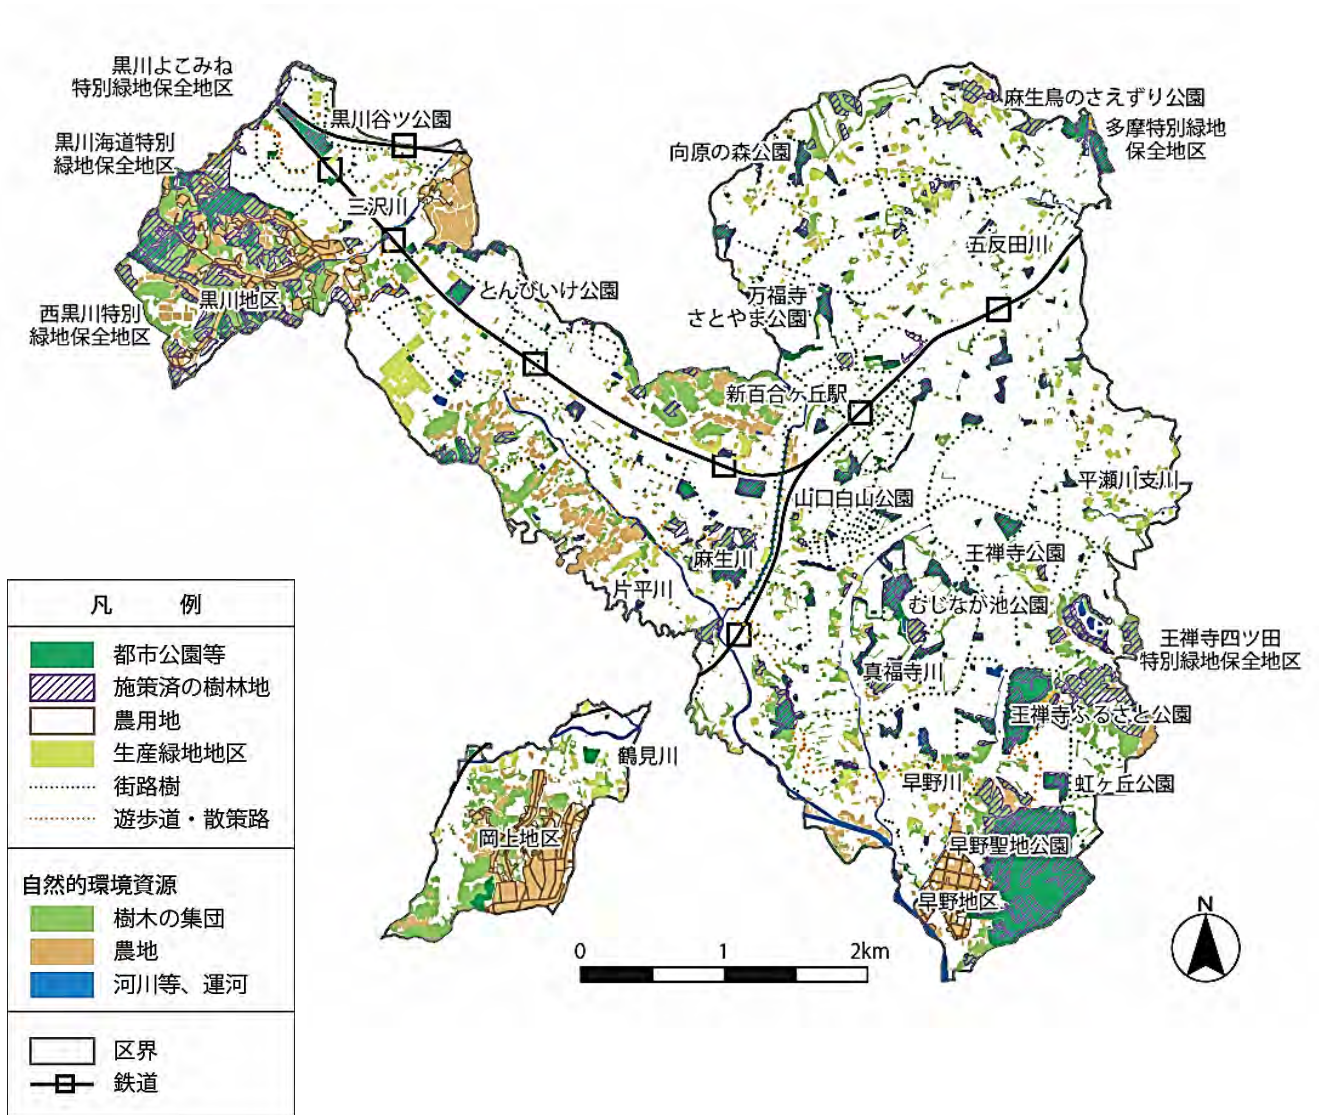 黒川よこみね
特別緑地保全地区
黒川谷ツ公園
黒川海道特別
緑地保全地区
三沢川
麻生鳥のさえずり公園
多摩特別緑地
保全地区
向原の森公園
五反田川
とんびいけ公園
万福寺
さとやま公園
黒川地区
西黒川特別
緑地保全地区
新百合ヶ丘駅
平瀬川支川
山口白山公園
王禅寺公園
麻生川
片平川
むじなが池公園
王禅寺四ツ田
特別緑地保全地区
真福寺川
王禅寺ふるさと公園
鶴見川
早野川
虹ヶ丘公園
岡上地区
早野聖地公園
早野地区
凡 例
都市公園等
施策済の樹林地
農用地
生産緑地地区
街路樹
遊歩道・散策路
自然的環境資源
樹木の集団
農地
河川等、運河
区界
鉄道
0 1 2km
N